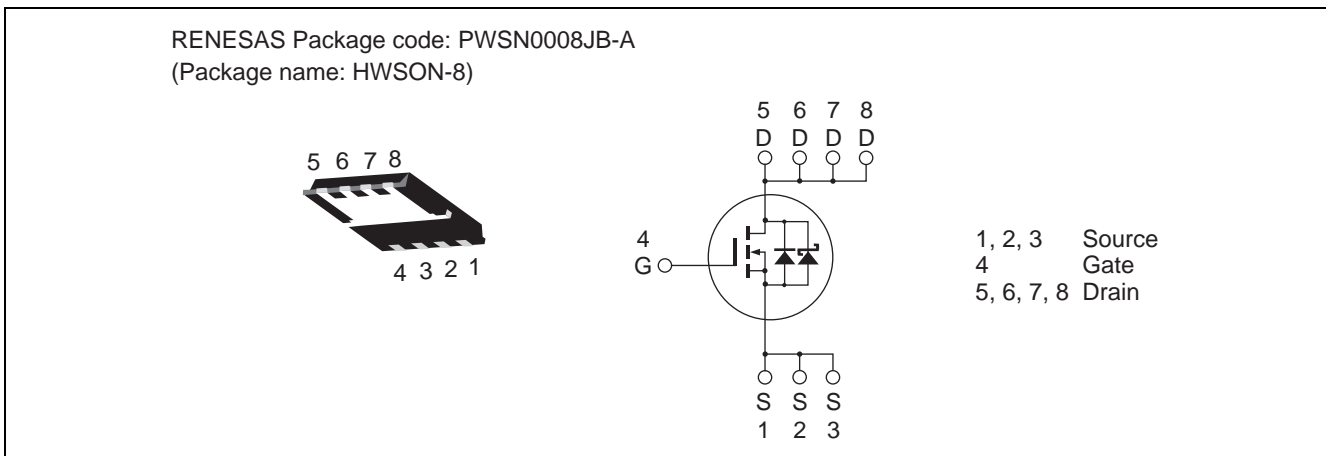 RENESAS Package code: PWSN0008JB-A
(Package name: HWSON-8)
5 6 7 8
4 3 2 1
5 6 7 8
D D D D
4
G
S S S
1 2 3
1, 2, 3 Source
4 Gate
5, 6, 7, 8 Drain